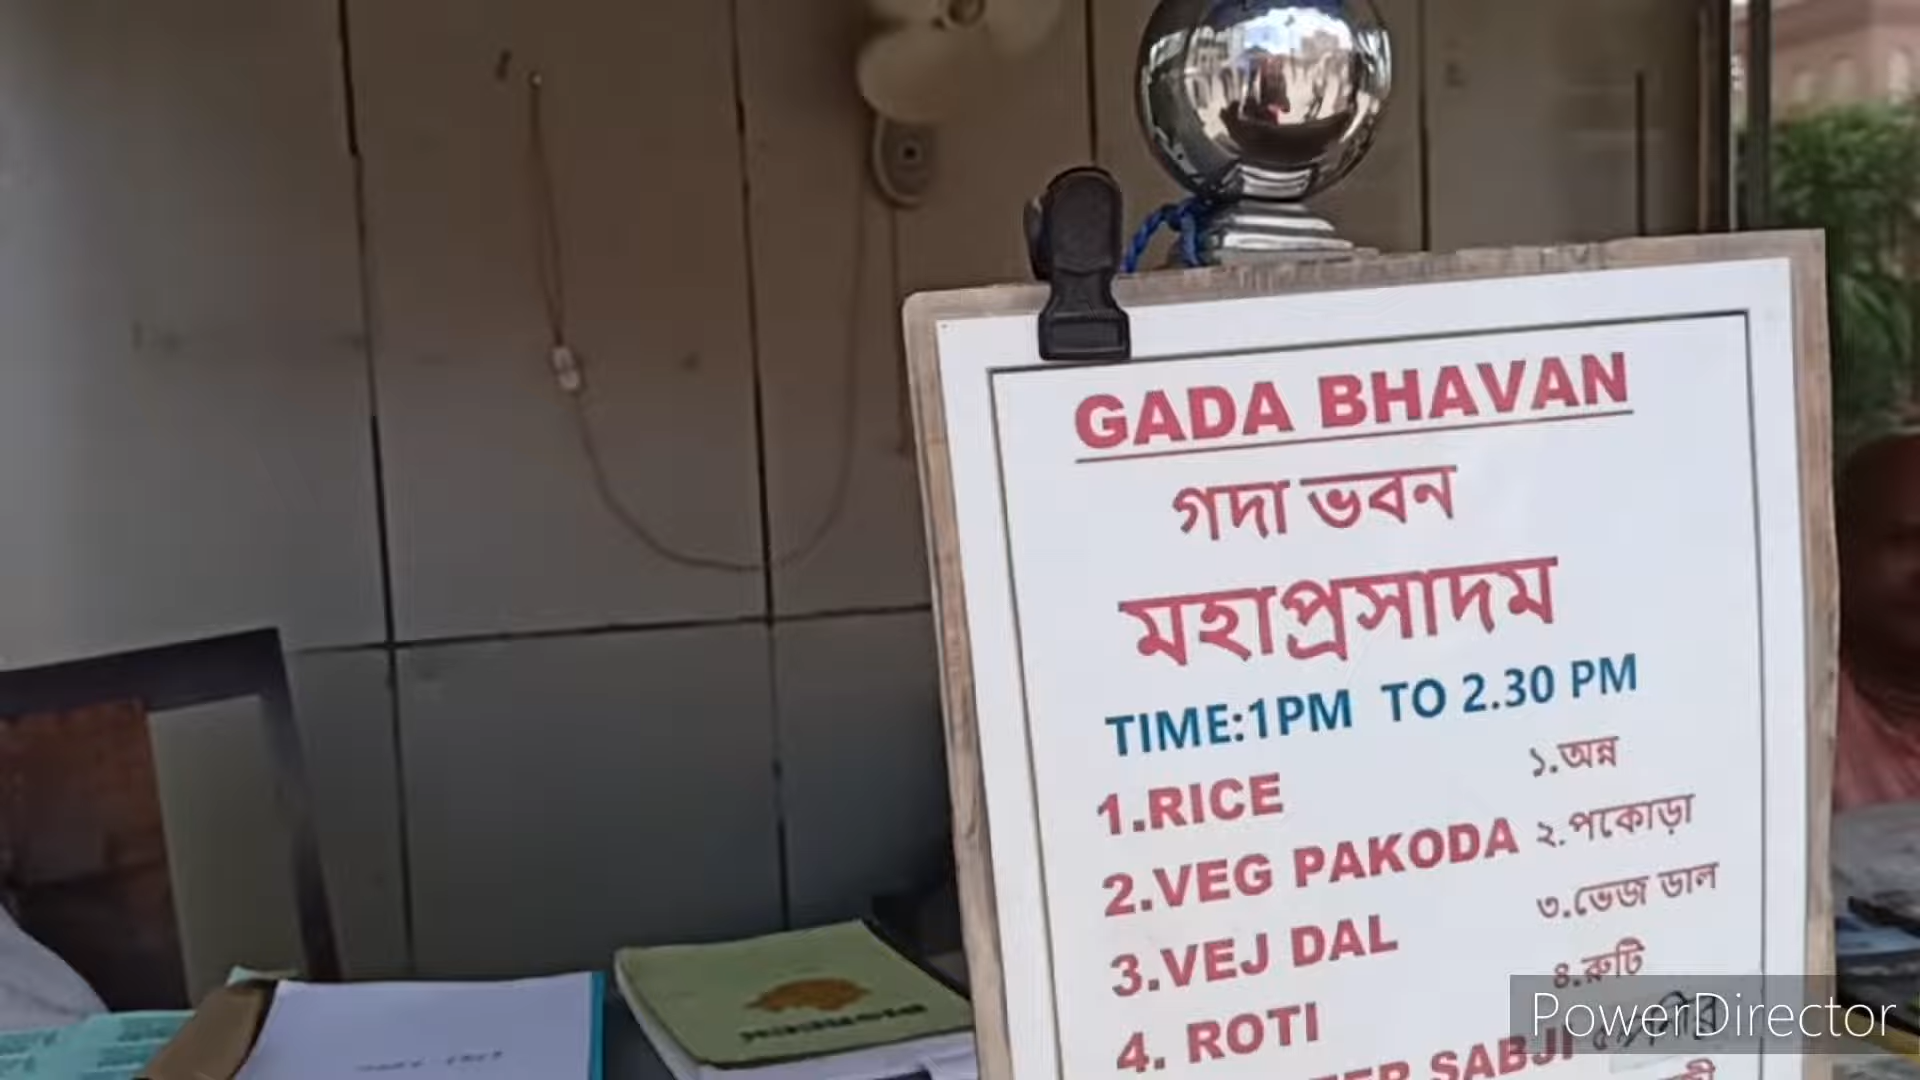 GADA BHAVAN
গদা ভবন
মহাপ্রসাদম
TIME:1PM TO 2.30 PM
1.RICE ১.অন্ন
2.VEG PAKODA ২.পকোড়া
3.VEJ DAL ৩.ভেজ ডাল
4. ROTI ৪.রুটি
SABJI
PowerDirector